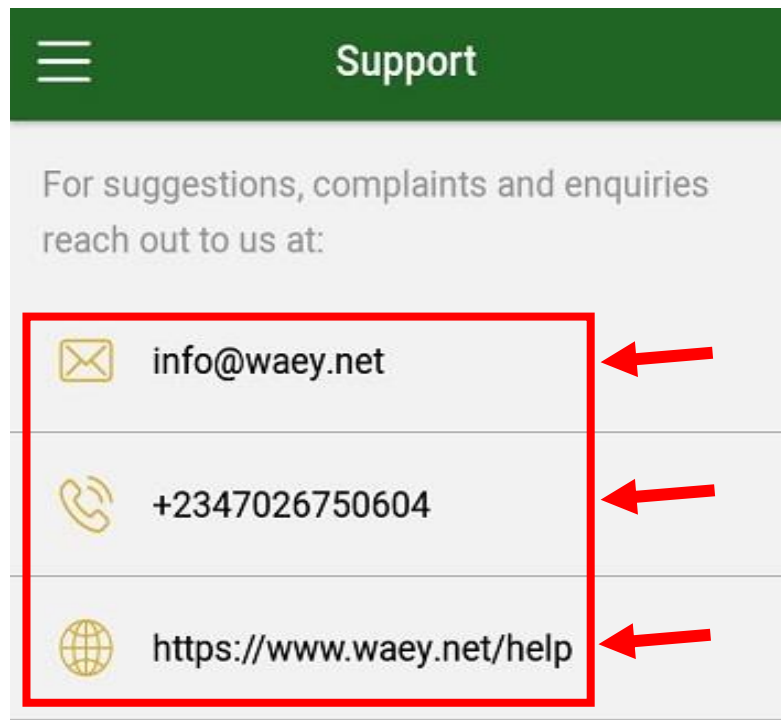 Support
For suggestions, complaints and enquiries
reach out to us at:
info@waey.net
+2347026750604
https://www.waey.net/help